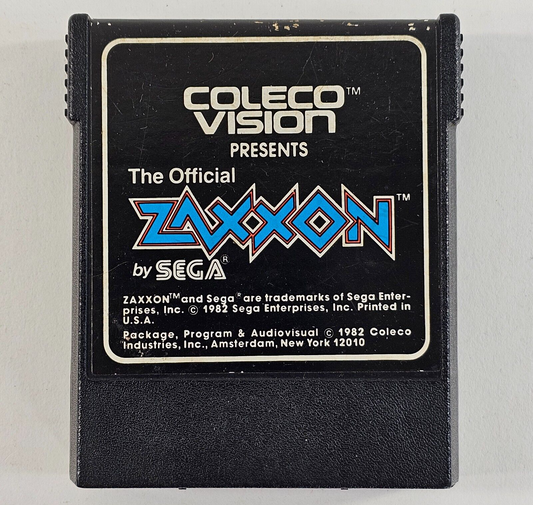 COLECO™
VISION
PRESENTS
The Official
ZAXXON™
by SEGA®
ZAXXON™ and Sega® are trademarks of Sega Enter-
prises, Inc. © 1982 Sega Enterprises, Inc. Printed in
U.S.A.
Package, Program & Audiovisual © 1982 Coleco
Industries, Inc., Amsterdam, New York 12010